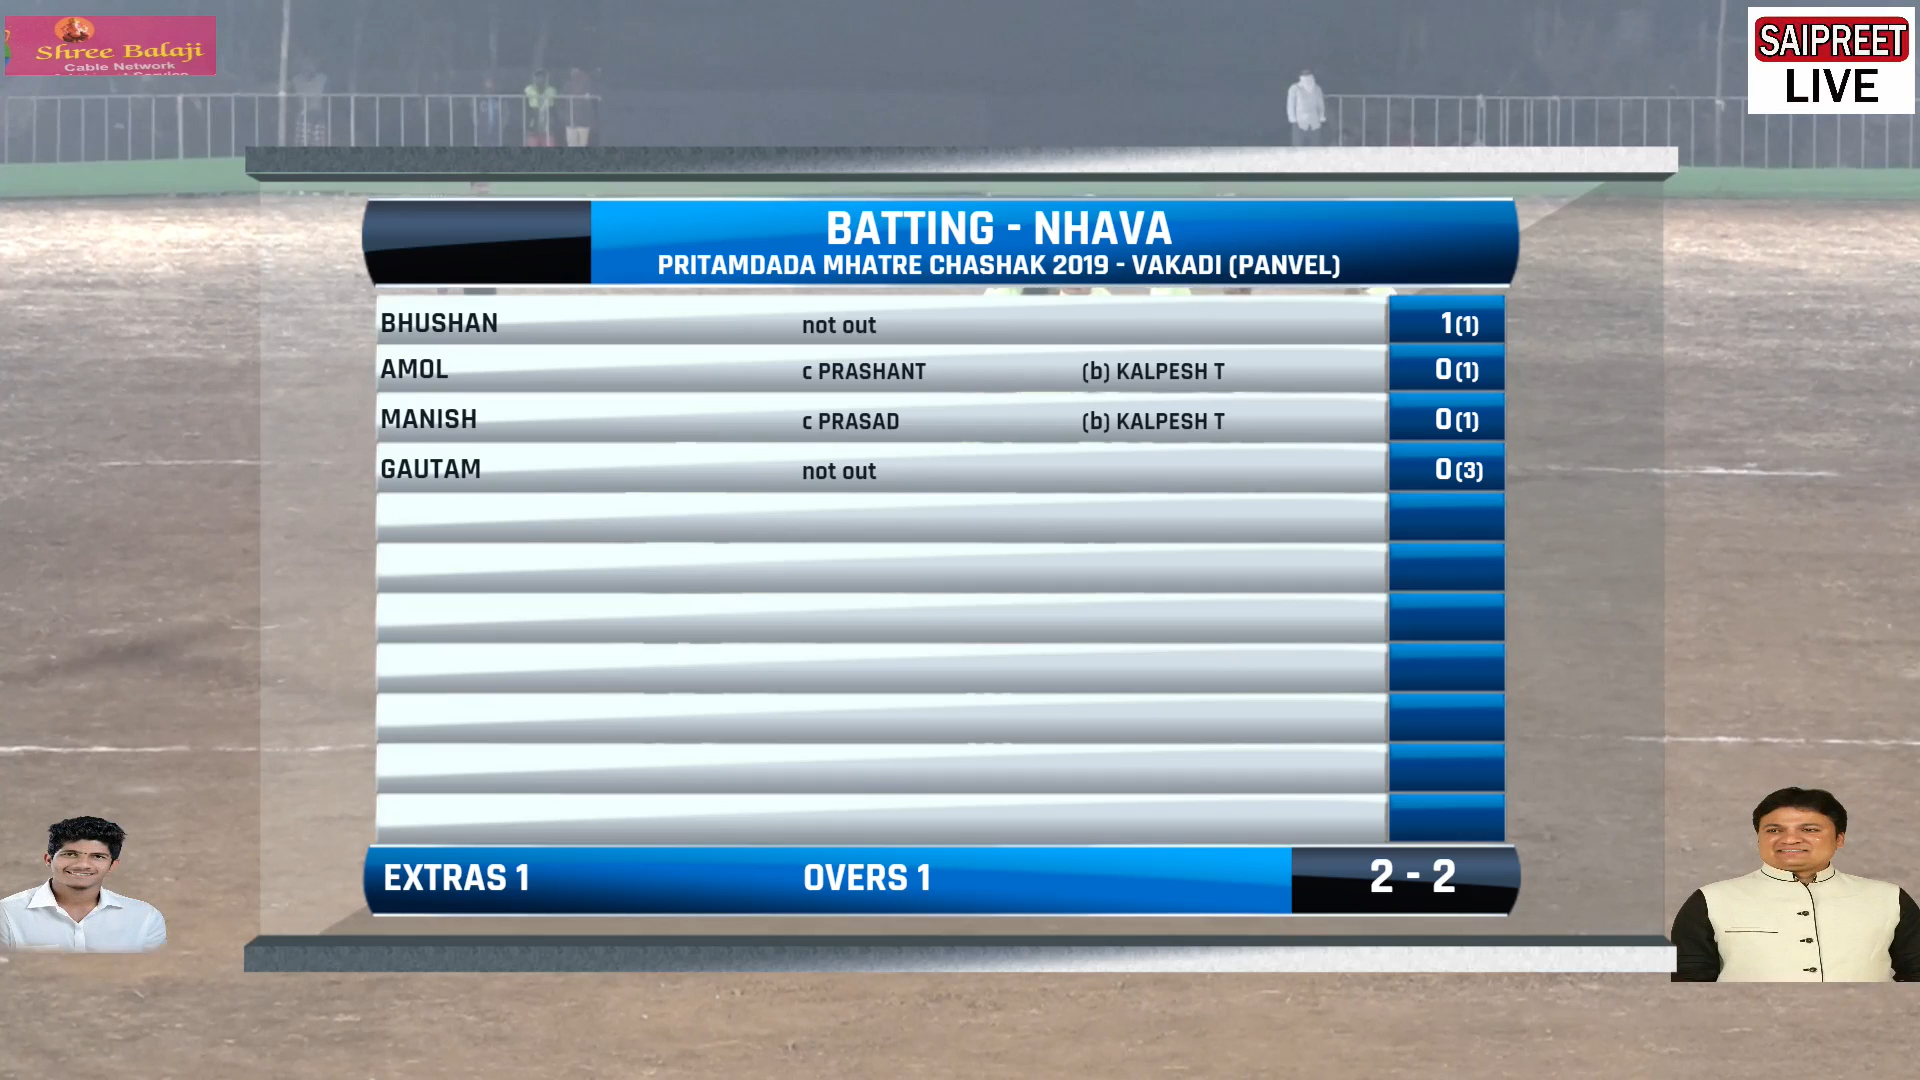 Shree Balaji
Cable Network
SAIPREET
LIVE
BATTING - NHAVA
PRITAMDADA MHATRE CHASHAK 2019 - VAKADI (PANVEL)
BHUSHAN not out 1(1)
AMOL c PRASHANT (b) KALPESH T 0(1)
MANISH c PRASAD (b) KALPESH T 0(1)
GAUTAM not out 0(3)
EXTRAS 1 OVERS 1 2 - 2